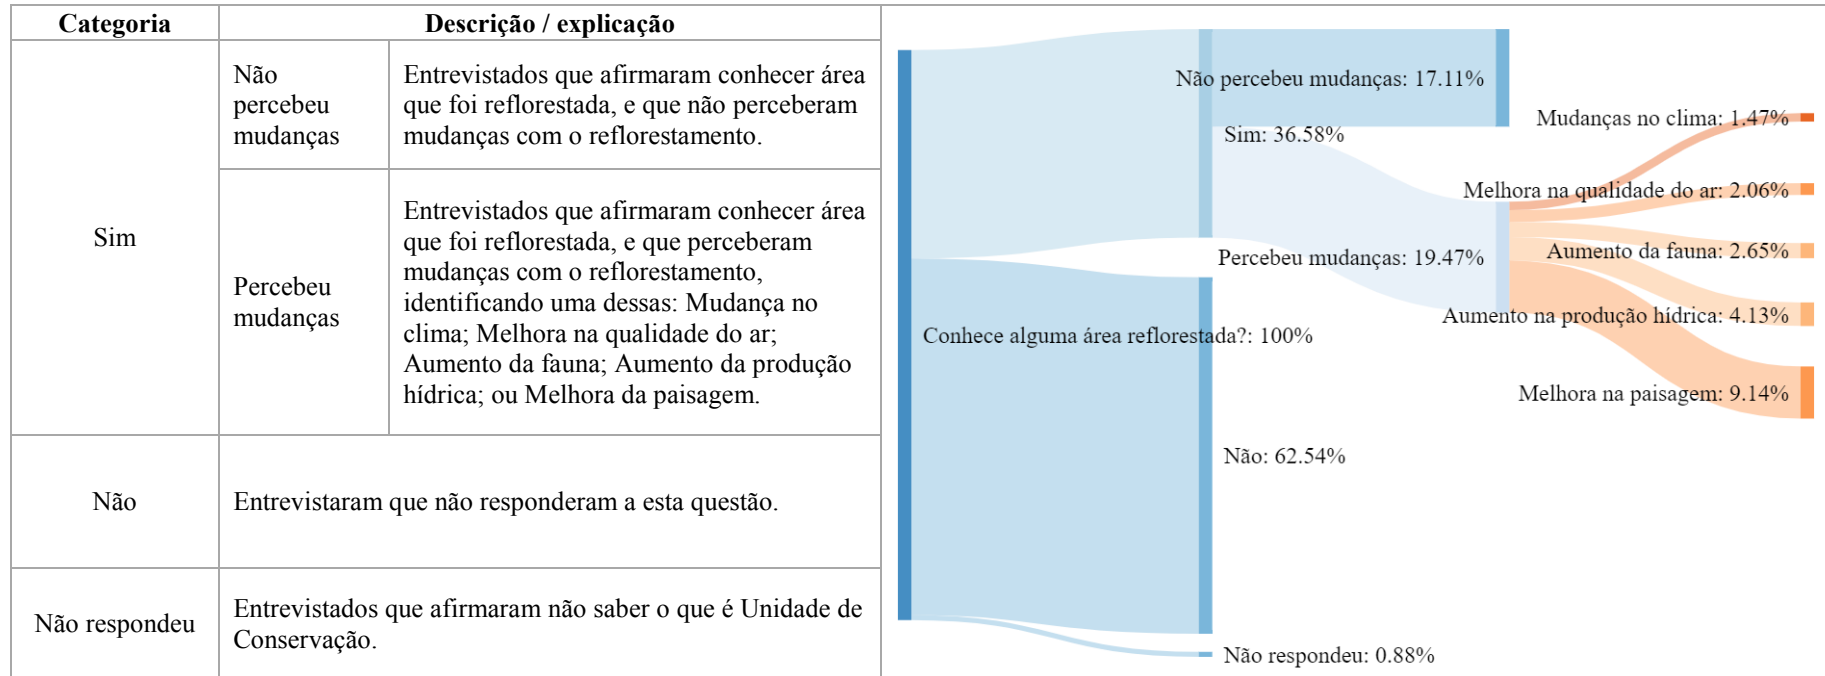 Categoria
Descrição / explicação
Sim
Não
percebeu
mudanças
Entrevistados que afirmaram conhecer área
que foi reflorestada, e que não perceberam
mudanças com o reflorestamento.
Percebeu
mudanças
Entrevistados que afirmaram conhecer área
que foi reflorestada, e que perceberam
mudanças com o reflorestamento,
identificando uma dessas: Mudança no
clima; Melhora na qualidade do ar;
Aumento da fauna; Aumento da produção
hídrica; ou Melhora da paisagem.
Não
Entrevistaram que não responderam a esta questão.
Não respondeu
Entrevistados que afirmaram não saber o que é Unidade de
Conservação.
Conhece alguma área reflorestada?: 100%
Não percebeu mudanças: 17.11%
Sim: 36.58%
Percebeu mudanças: 19.47%
Não: 62.54%
Não respondeu: 0.88%
Mudanças no clima: 1.47%
Melhora na qualidade do ar: 2.06%
Aumento da fauna: 2.65%
Aumento na produção hídrica: 4.13%
Melhora na paisagem: 9.14%